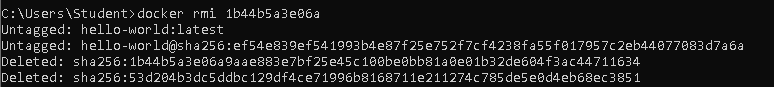 C:\Users\Student>docker rmi 1b44b5a3e06a
Untagged: hello-world:latest
Untagged: hello-world@sha256:ef54e839ef541993b4e87f25e752f7cf4238fa55f017957c2eb44077083d7a6a
Deleted: sha256:1b44b5a3e06a9aae883e7bf25e45c100be0bb81a0e01b32de604f3ac44711634
Deleted: sha256:53d204b3dc5ddbc129df4ce71996b8168711e211274c785de5e0d4eb68ec3851